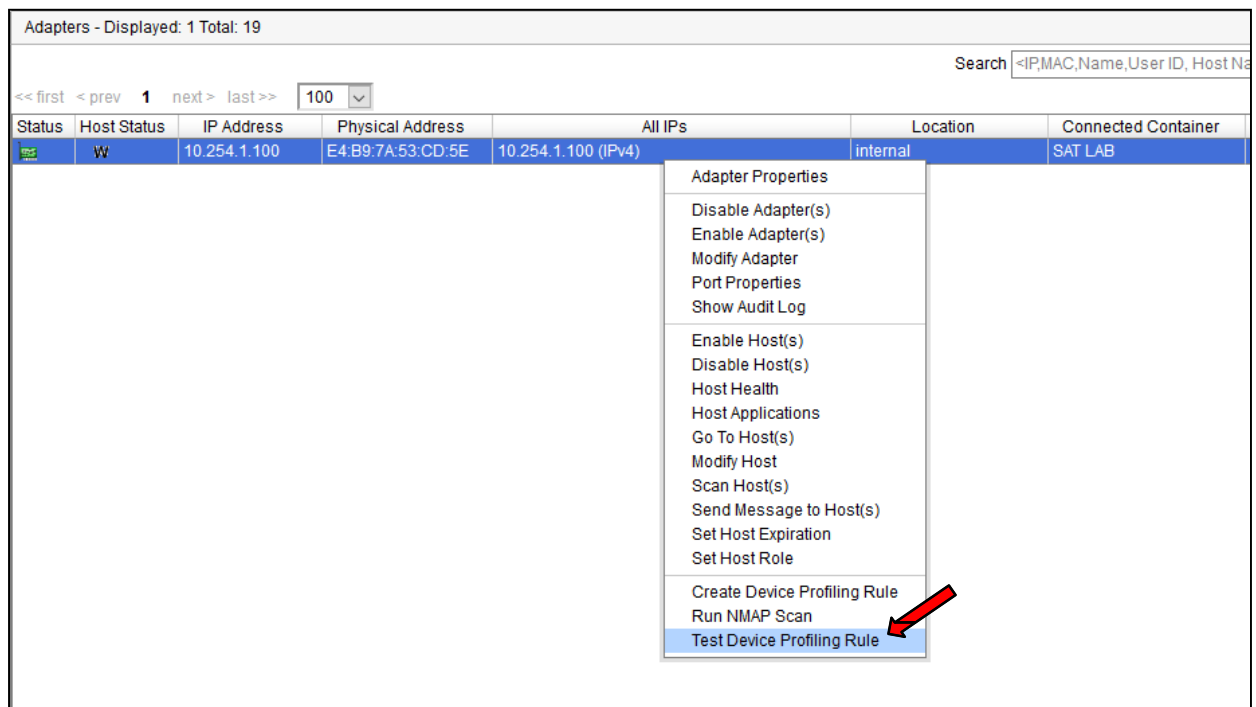 Adapters - Displayed: 1 Total: 19
Search <IP,MAC,Name,User ID, Host Na
<< first < prev 1 next > last >> 100
Status Host Status IP Address Physical Address All IPs Location Connected Container
W 10.254.1.100 E4:B9:7A:53:CD:5E 10.254.1.100 (IPv4) internal SAT LAB
Adapter Properties
Disable Adapter(s)
Enable Adapter(s)
Modify Adapter
Port Properties
Show Audit Log
Enable Host(s)
Disable Host(s)
Host Health
Host Applications
Go To Host(s)
Modify Host
Scan Host(s)
Send Message to Host(s)
Set Host Expiration
Set Host Role
Create Device Profiling Rule
Run NMAP Scan
Test Device Profiling Rule